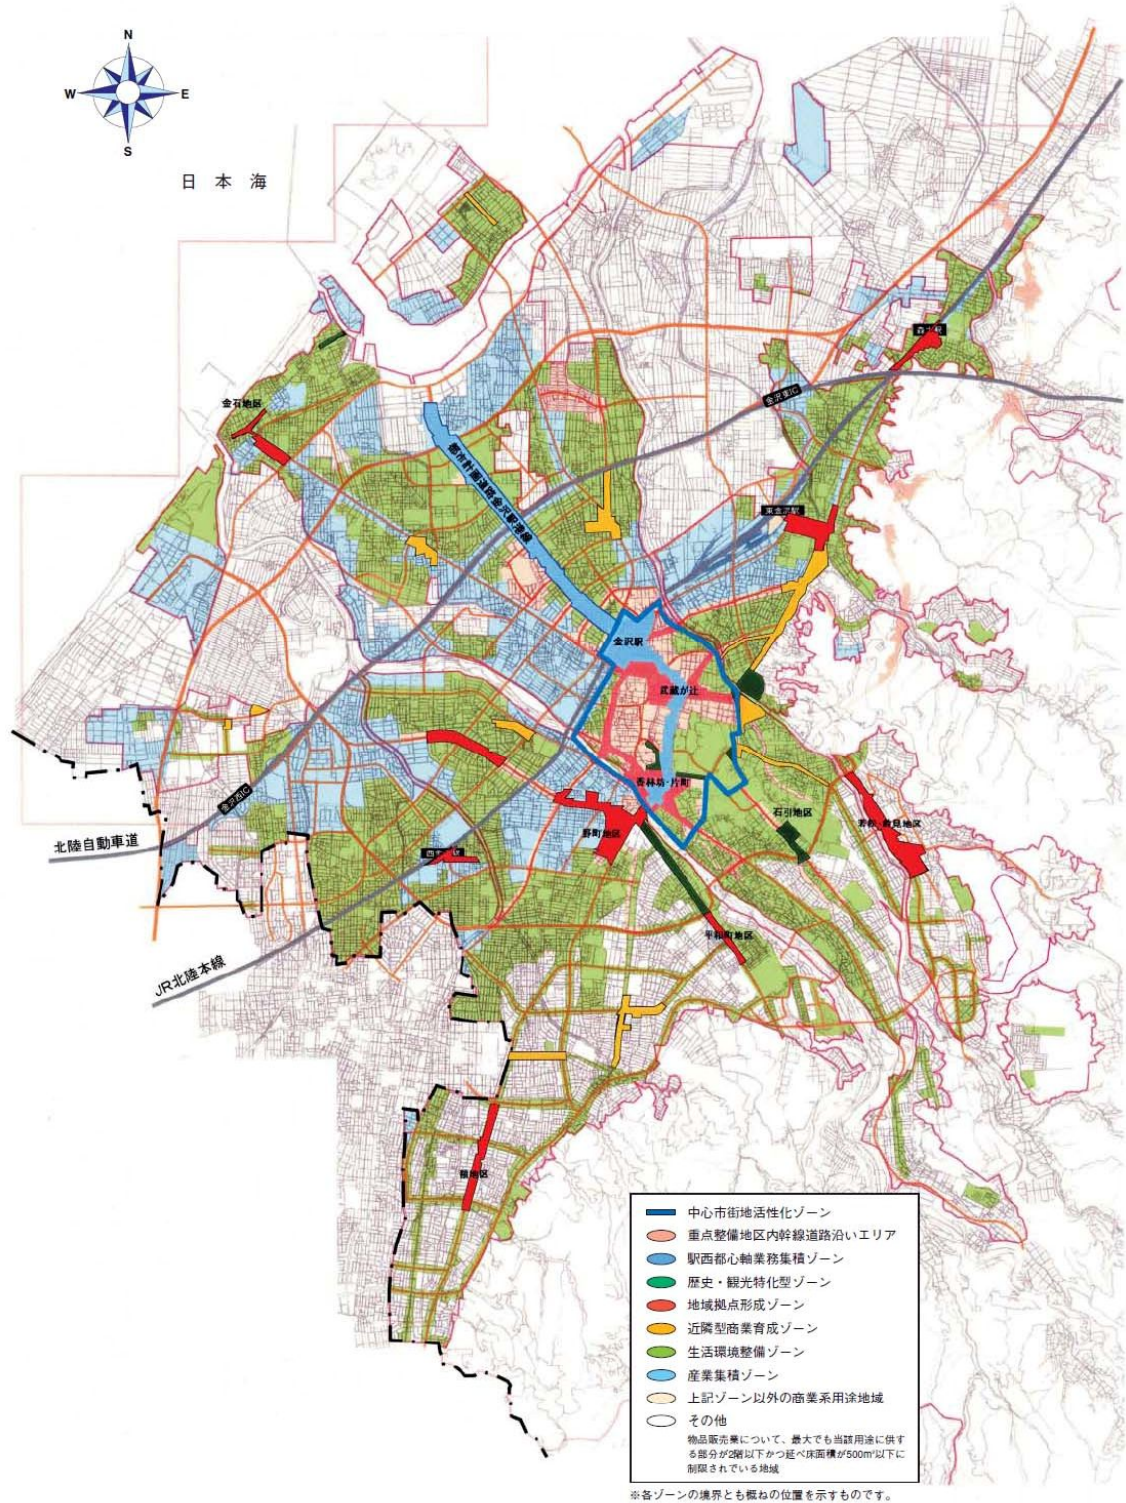 N
W E
S
日本海
森本駅
金沢東IC
金石地区
都市計画道路金沢駅港線
東金沢駅
金沢駅
武蔵が辻
香林坊・片町
石引地区
野町地区
金沢西IC
北陸自動車道
平和町地区
JR北陸本線
額地区
中心市街地活性化ゾーン
重点整備地区内幹線道路沿いエリア
駅西都心軸業務集積ゾーン
歴史・観光特化型ゾーン
地域拠点形成ゾーン
近隣型商業育成ゾーン
生活環境整備ゾーン
産業集積ゾーン
上記ゾーン以外の商業系用途地域
その他
物品販売業について、最大でも当該用途に供す
る部分が2階以下かつ延べ床面積が500㎡以下に
制限されている地域
※各ゾーンの境界とも概ねの位置を示すものです。